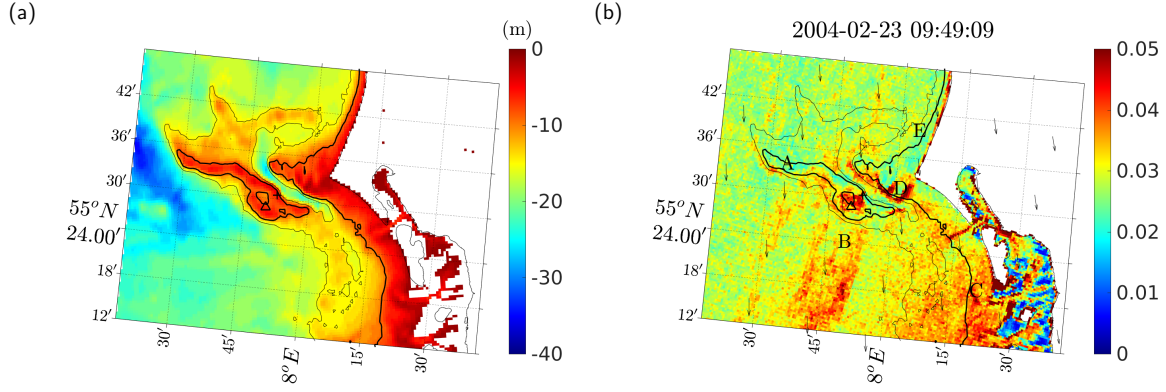 (a)
(m)
0
-10
-20
-30
-40
42′
36′
30′
55° N
24.00′
18′
12′
30′
45′
8° E
15′
30′
(b)
2004-02-23 09:49:09
0.05
0.04
0.03
0.02
0.01
0
42′
36′
30′
55° N
24.00′
18′
12′
30′
45′
8° E
15′
30′
E
A
D
B
C